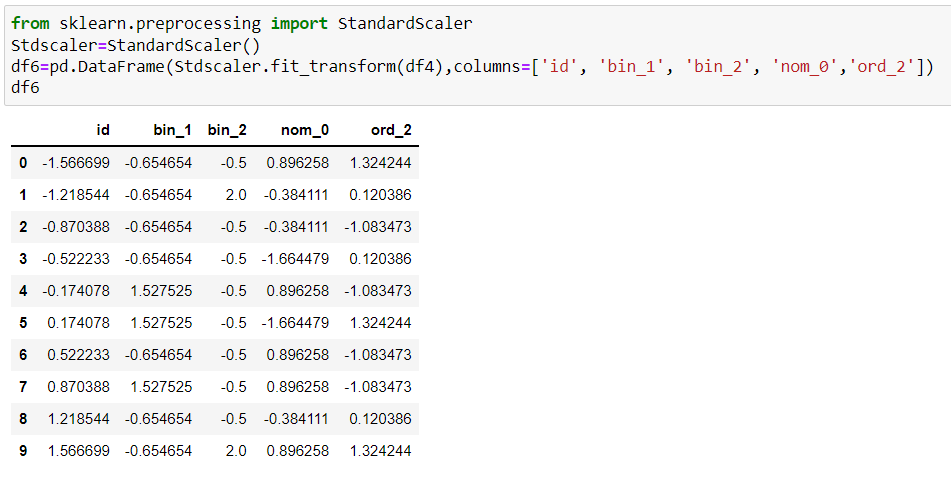 from sklearn.preprocessing import StandardScaler
Stdscaler=StandardScaler()
df6=pd.DataFrame(Stdscaler.fit_transform(df4),columns=['id', 'bin_1', 'bin_2', 'nom_0','ord_2'])
df6
id bin_1 bin_2 nom_0 ord_2
0 -1.566699 -0.654654 -0.5 0.896258 1.324244
1 -1.218544 -0.654654 2.0 -0.384111 0.120386
2 -0.870388 -0.654654 -0.5 -0.384111 -1.083473
3 -0.522233 -0.654654 -0.5 -1.664479 0.120386
4 -0.174078 1.527525 -0.5 0.896258 -1.083473
5 0.174078 1.527525 -0.5 -1.664479 1.324244
6 0.522233 -0.654654 -0.5 0.896258 -1.083473
7 0.870388 1.527525 -0.5 0.896258 -1.083473
8 1.218544 -0.654654 -0.5 -0.384111 0.120386
9 1.566699 -0.654654 2.0 0.896258 1.324244